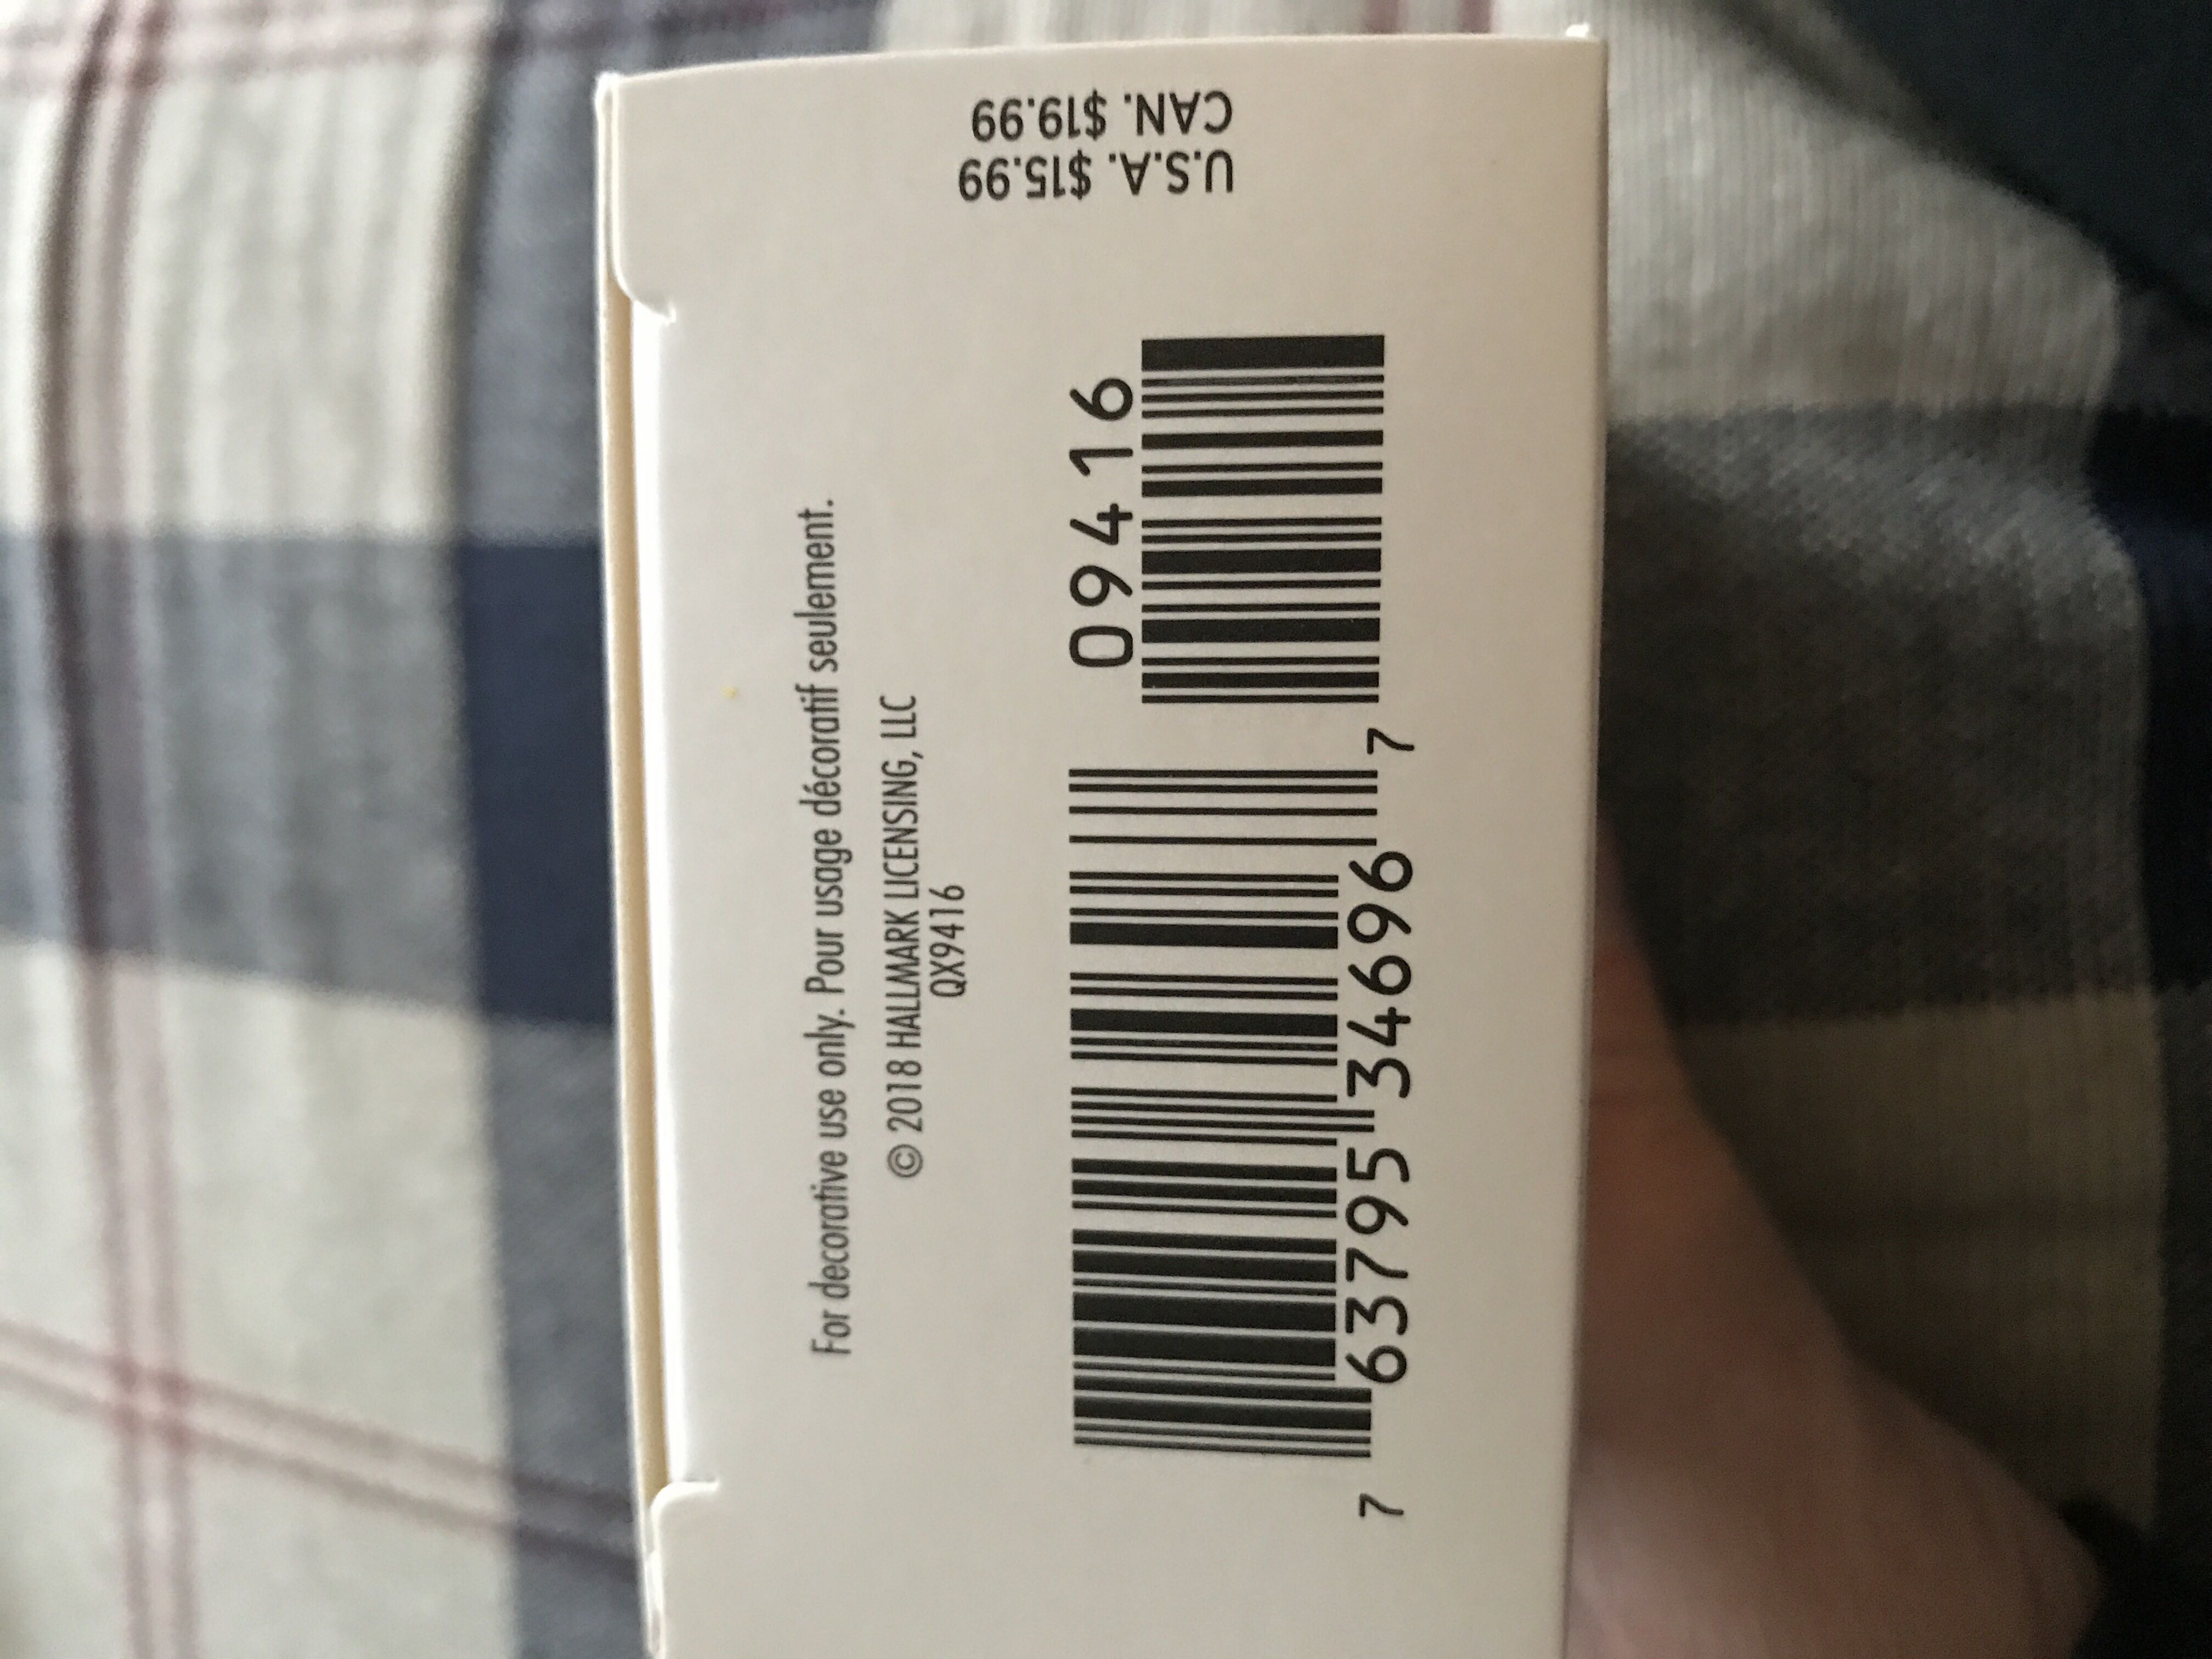 For decorative use only. Pour usage décoratif seulement.
© 2018 HALLMARK LICENSING, LLC
QX9416
09416
7 63795 34696 7
U.S.A. $15.99
CAN. $19.99